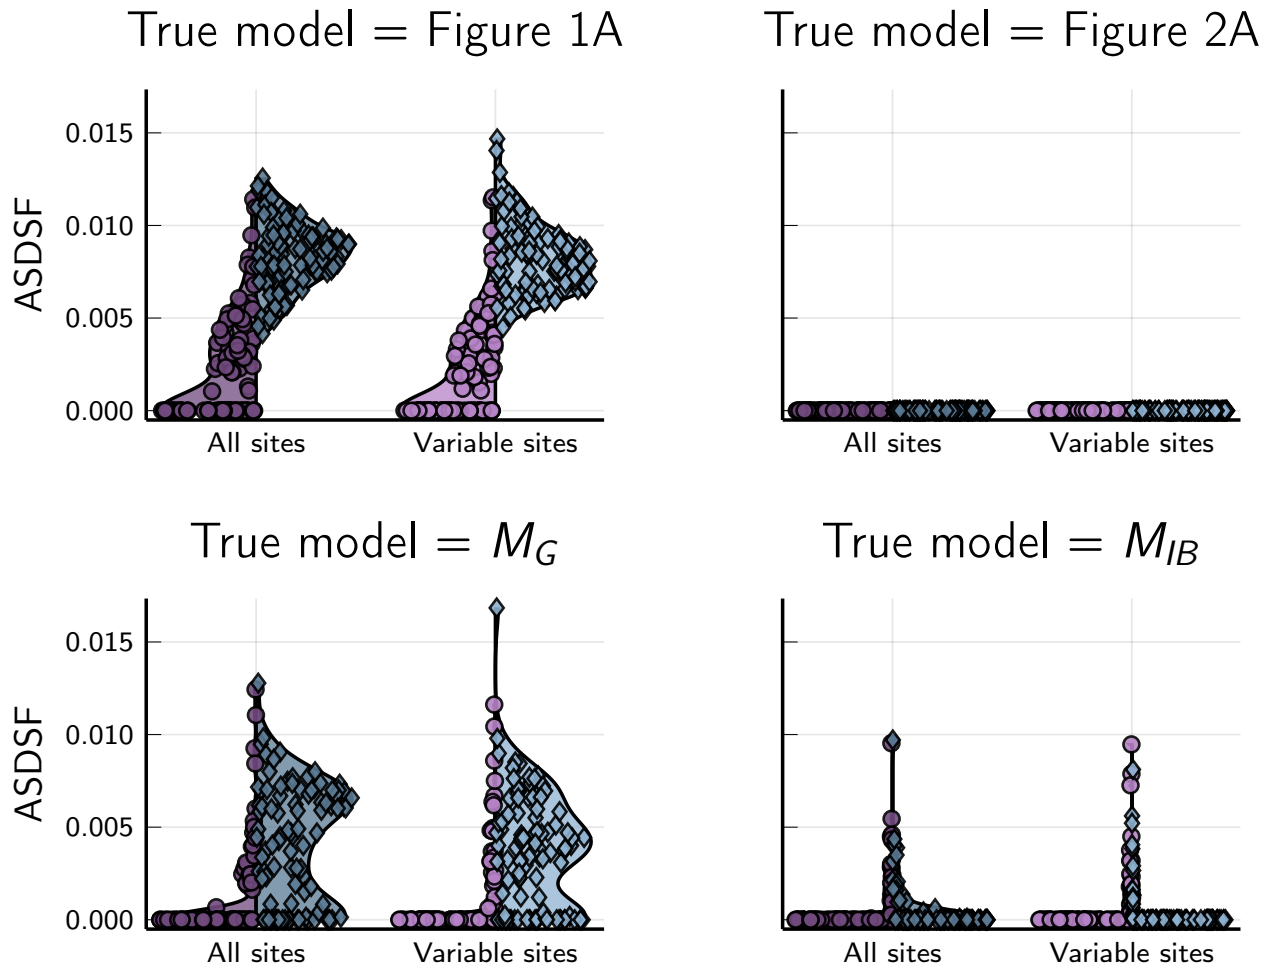 True model = Figure 1A
True model = Figure 2A
ASDSF
0.015
0.010
0.005
0.000
All sites
Variable sites
All sites
Variable sites
True model = M_G
True model = M_IB
ASDSF
0.015
0.010
0.005
0.000
All sites
Variable sites
All sites
Variable sites